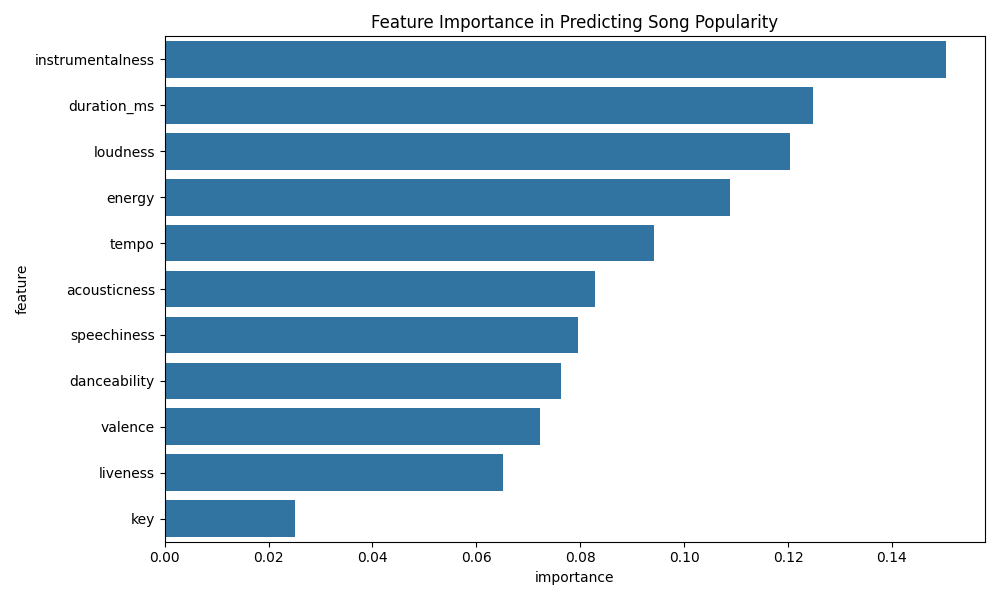 Feature Importance in Predicting Song Popularity
instrumentalness
duration_ms
loudness
energy
tempo
acousticness
speechiness
danceability
valence
liveness
key
feature
0.00 0.02 0.04 0.06 0.08 0.10 0.12 0.14
importance